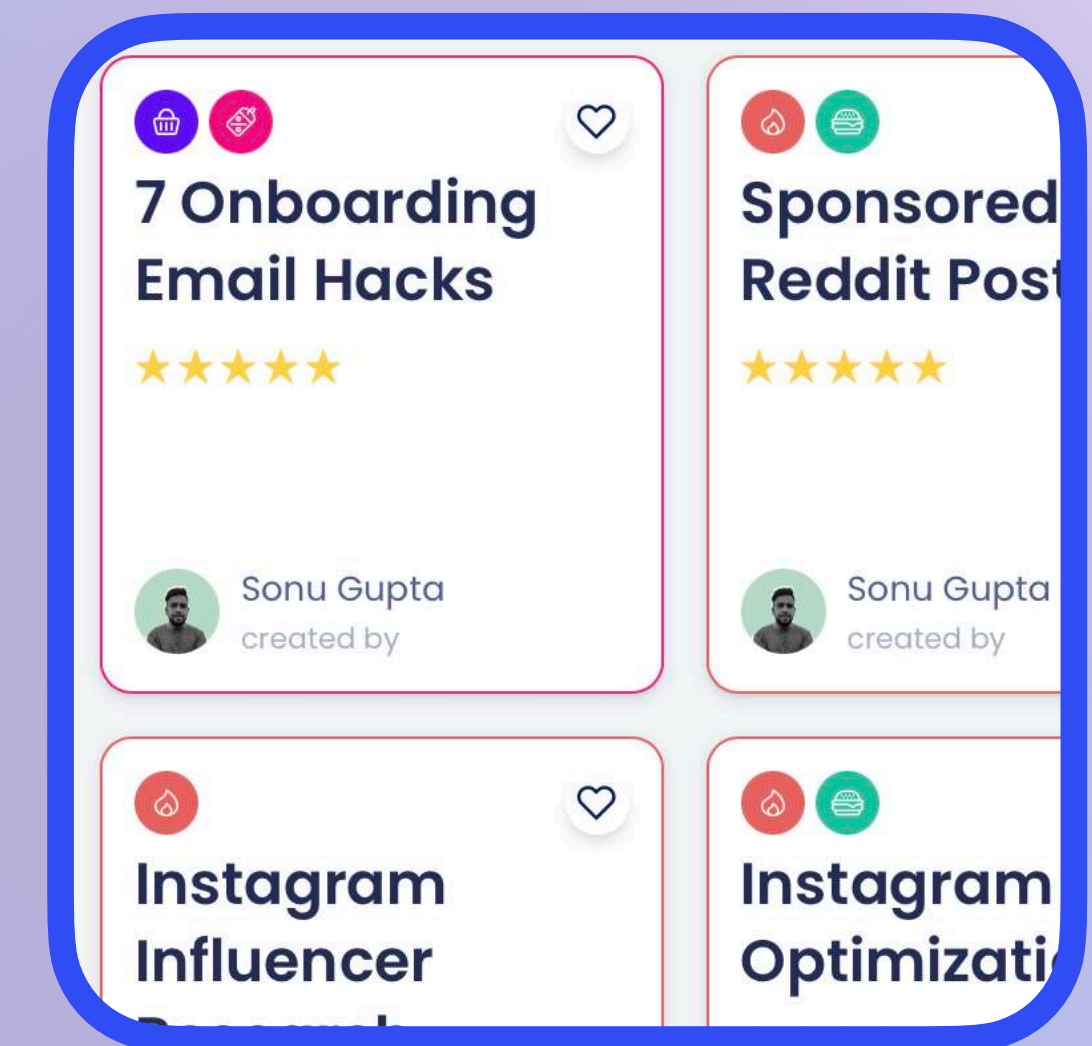 7 Onboarding
Email Hacks
Sonu Gupta
created by
Sponsored
Reddit Post
Sonu Gupta
created by
Instagram
Influencer
Instagram